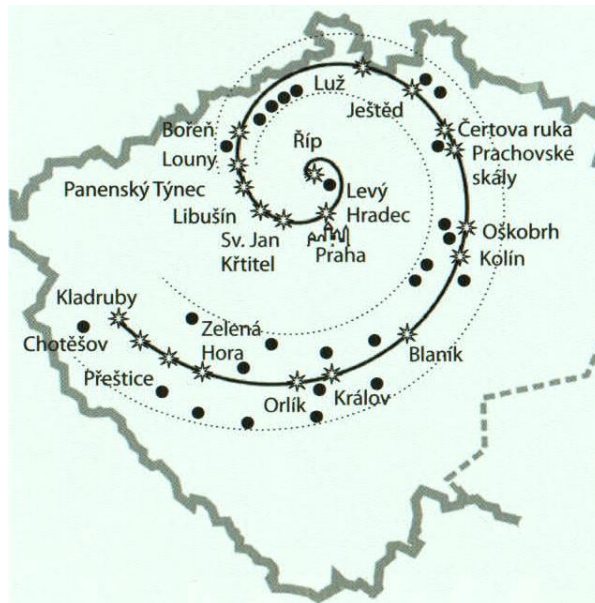 Luž
Ještěd
Bořeň
Říp
Čertova ruka
Louny
Prachovské
skály
Panenský Týnec
Levý
Hradec
Libušín
Sv. Jan
Křtitel
Praha
Oškobrh
Kolín
Kladruby
Chotěšov
Zelená
Hora
Blaník
Přeštice
Orlík
Králov